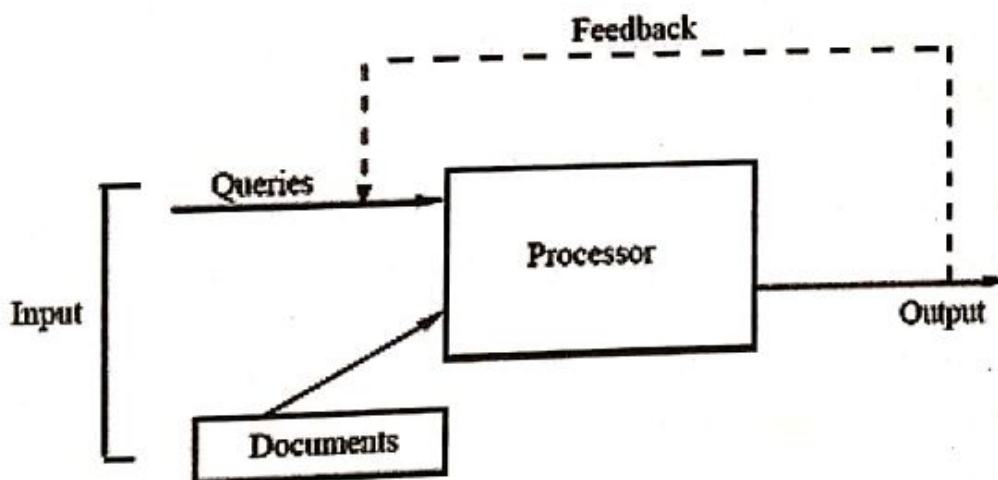 Feedback
Queries
Processor
Input
Output
Documents